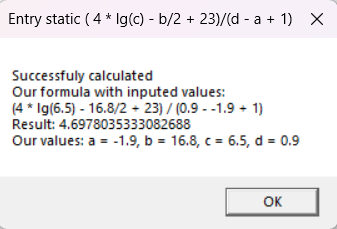 Entry static ( 4 * lg(c) - b/2 + 23)/(d - a + 1)
Successfuly calculated
Our formula with inputed values:
(4 * lg(6.5) - 16.8/2 + 23) / (0.9 - -1.9 + 1)
Result: 4.6978035333082688
Our values: a = -1.9, b = 16.8, c = 6.5, d = 0.9
OK